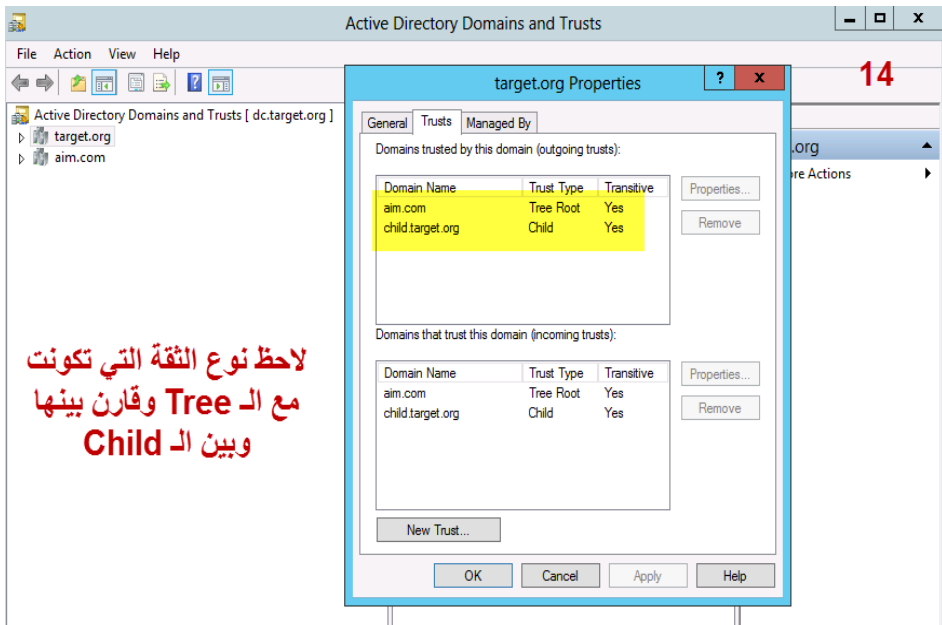 Active Directory Domains and Trusts
File Action View Help
14
Active Directory Domains and Trusts [ dc.target.org ]
target.org
aim.com
target.org Properties
General Trusts Managed By
Domains trusted by this domain (outgoing trusts):
Domain Name Trust Type Transitive
aim.com Tree Root Yes
child.target.org Child Yes
Properties...
Remove
Domains that trust this domain (incoming trusts):
Domain Name Trust Type Transitive
aim.com Tree Root Yes
child.target.org Child Yes
Properties...
Remove
New Trust...
OK Cancel Apply Help
.org
Actions
لاحظ نوع الثقة التي تكونت
مع الـ Tree وقارن بينها
وبين الـ Child